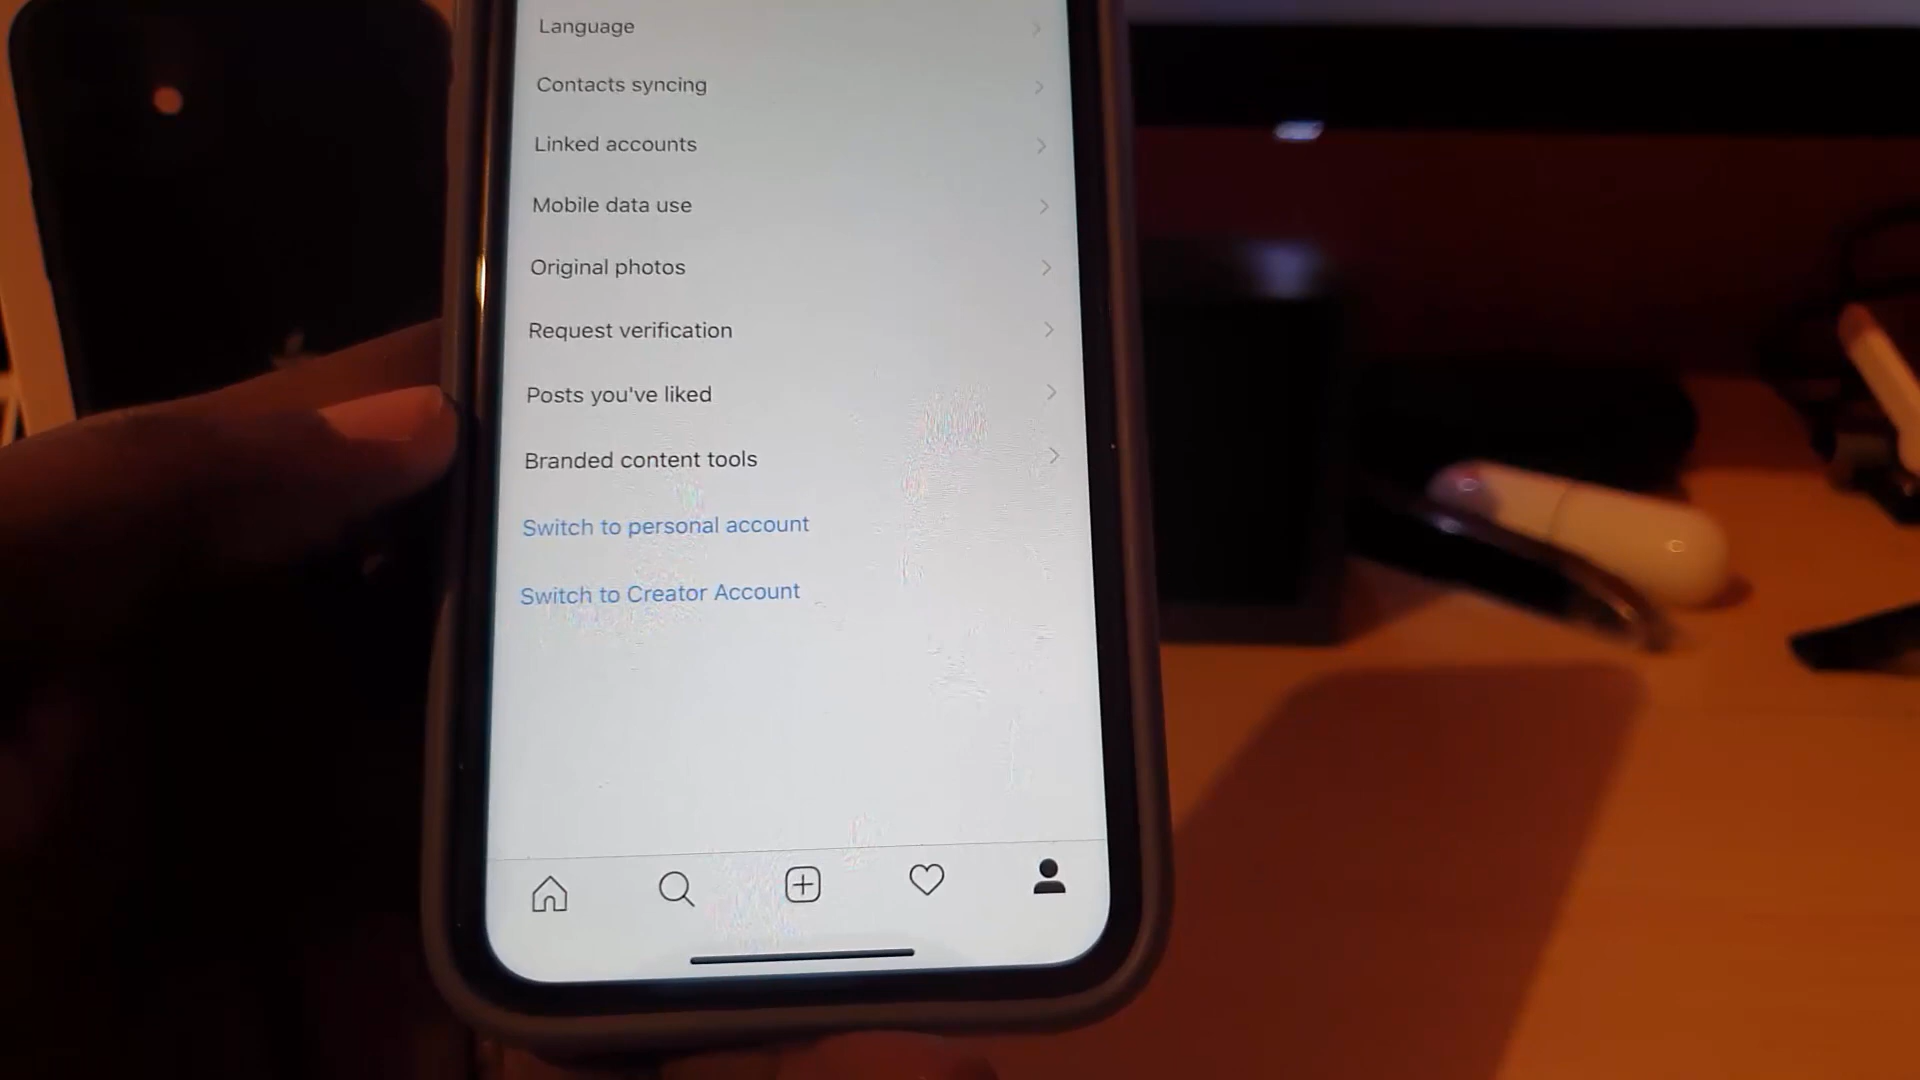 Language
Contacts syncing
Linked accounts
Mobile data use
Original photos
Request verification
Posts you've liked
Branded content tools
Switch to personal account
Switch to Creator Account